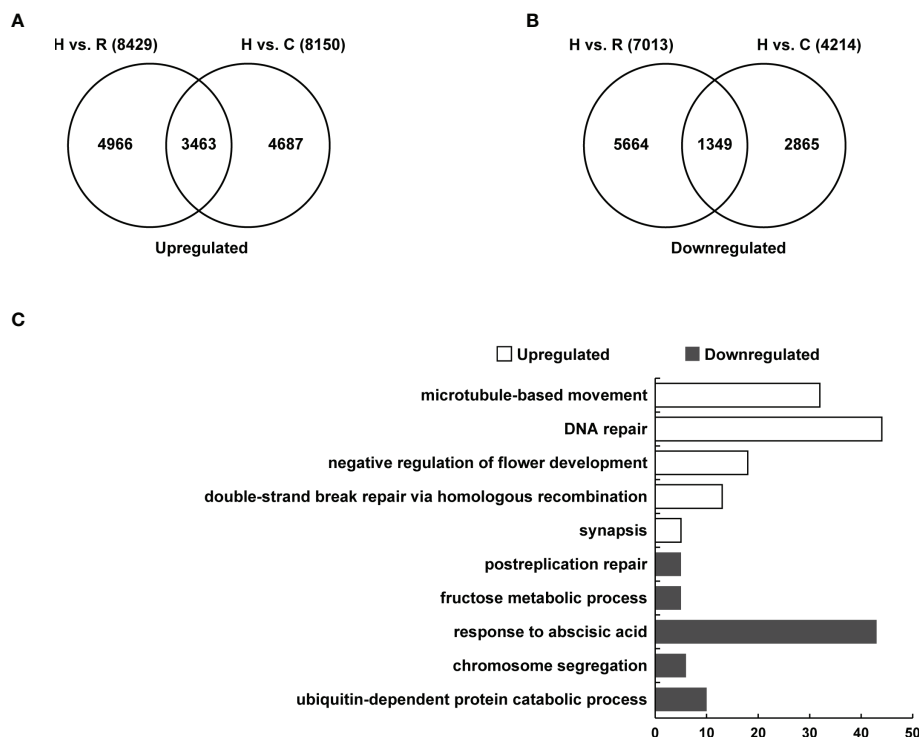 A
B
H vs. R (8429)
H vs. C (8150)
H vs. R (7013)
H vs. C (4214)
4966
3463
4687
5664
1349
2865
Upregulated
Downregulated
C
Upregulated
Downregulated
microtubule-based movement
DNA repair
negative regulation of flower development
double-strand break repair via homologous recombination
synapsis
postreplication repair
fructose metabolic process
response to abscisic acid
chromosome segregation
ubiquitin-dependent protein catabolic process
0 10 20 30 40 50